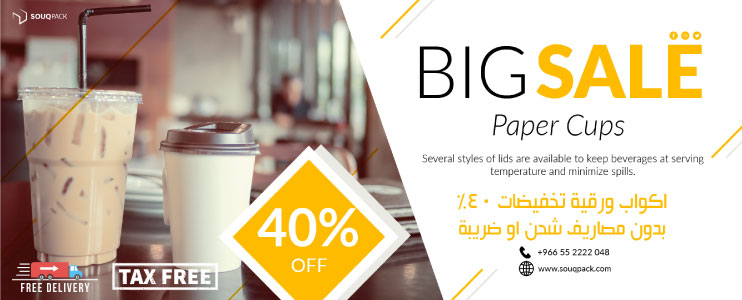 SOUQPACK
BIG SALE
Paper Cups
Several styles of lids are available to keep beverages at serving
temperature and minimize spills.
اكواب ورقية تخفيضات ٤٠٪
بدون مصاريف شحن او ضريبة
+966 55 2222 048
www.souqpack.com
40%
OFF
FREE DELIVERY
TAX FREE